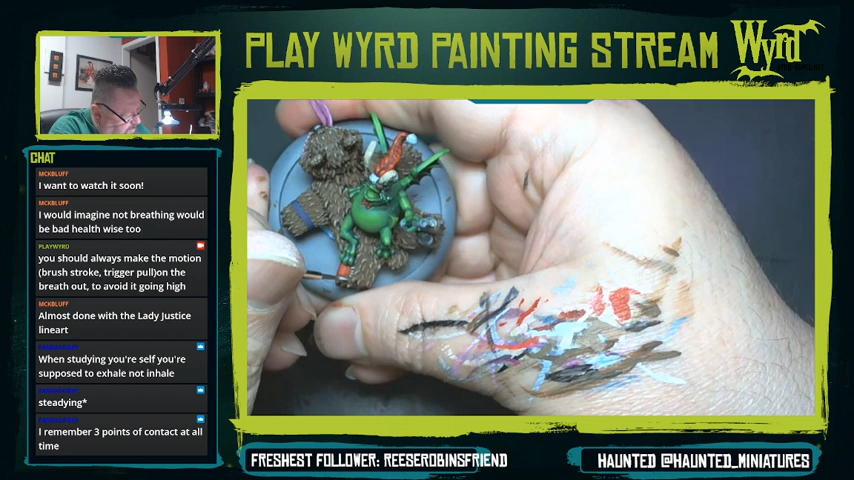 PLAY WYRD PAINTING STREAM
Wyrd
CHAT
MCKBLUFF
I want to watch it soon!
MCKBLUFF
I would imagine not breathing would
be bad health wise too
PLAYWYRD
you should always make the motion
(brush stroke, trigger pull)on the
breath out, to avoid it going high
MCKBLUFF
Almost done with the Lady Justice
lineart
When studying you're self you're
supposed to exhale not inhale
steadying*
I remember 3 points of contact at all
time
FRESHEST FOLLOWER: REESEROBINSFRIEND
HAUNTED @HAUNTED_MINIATURES